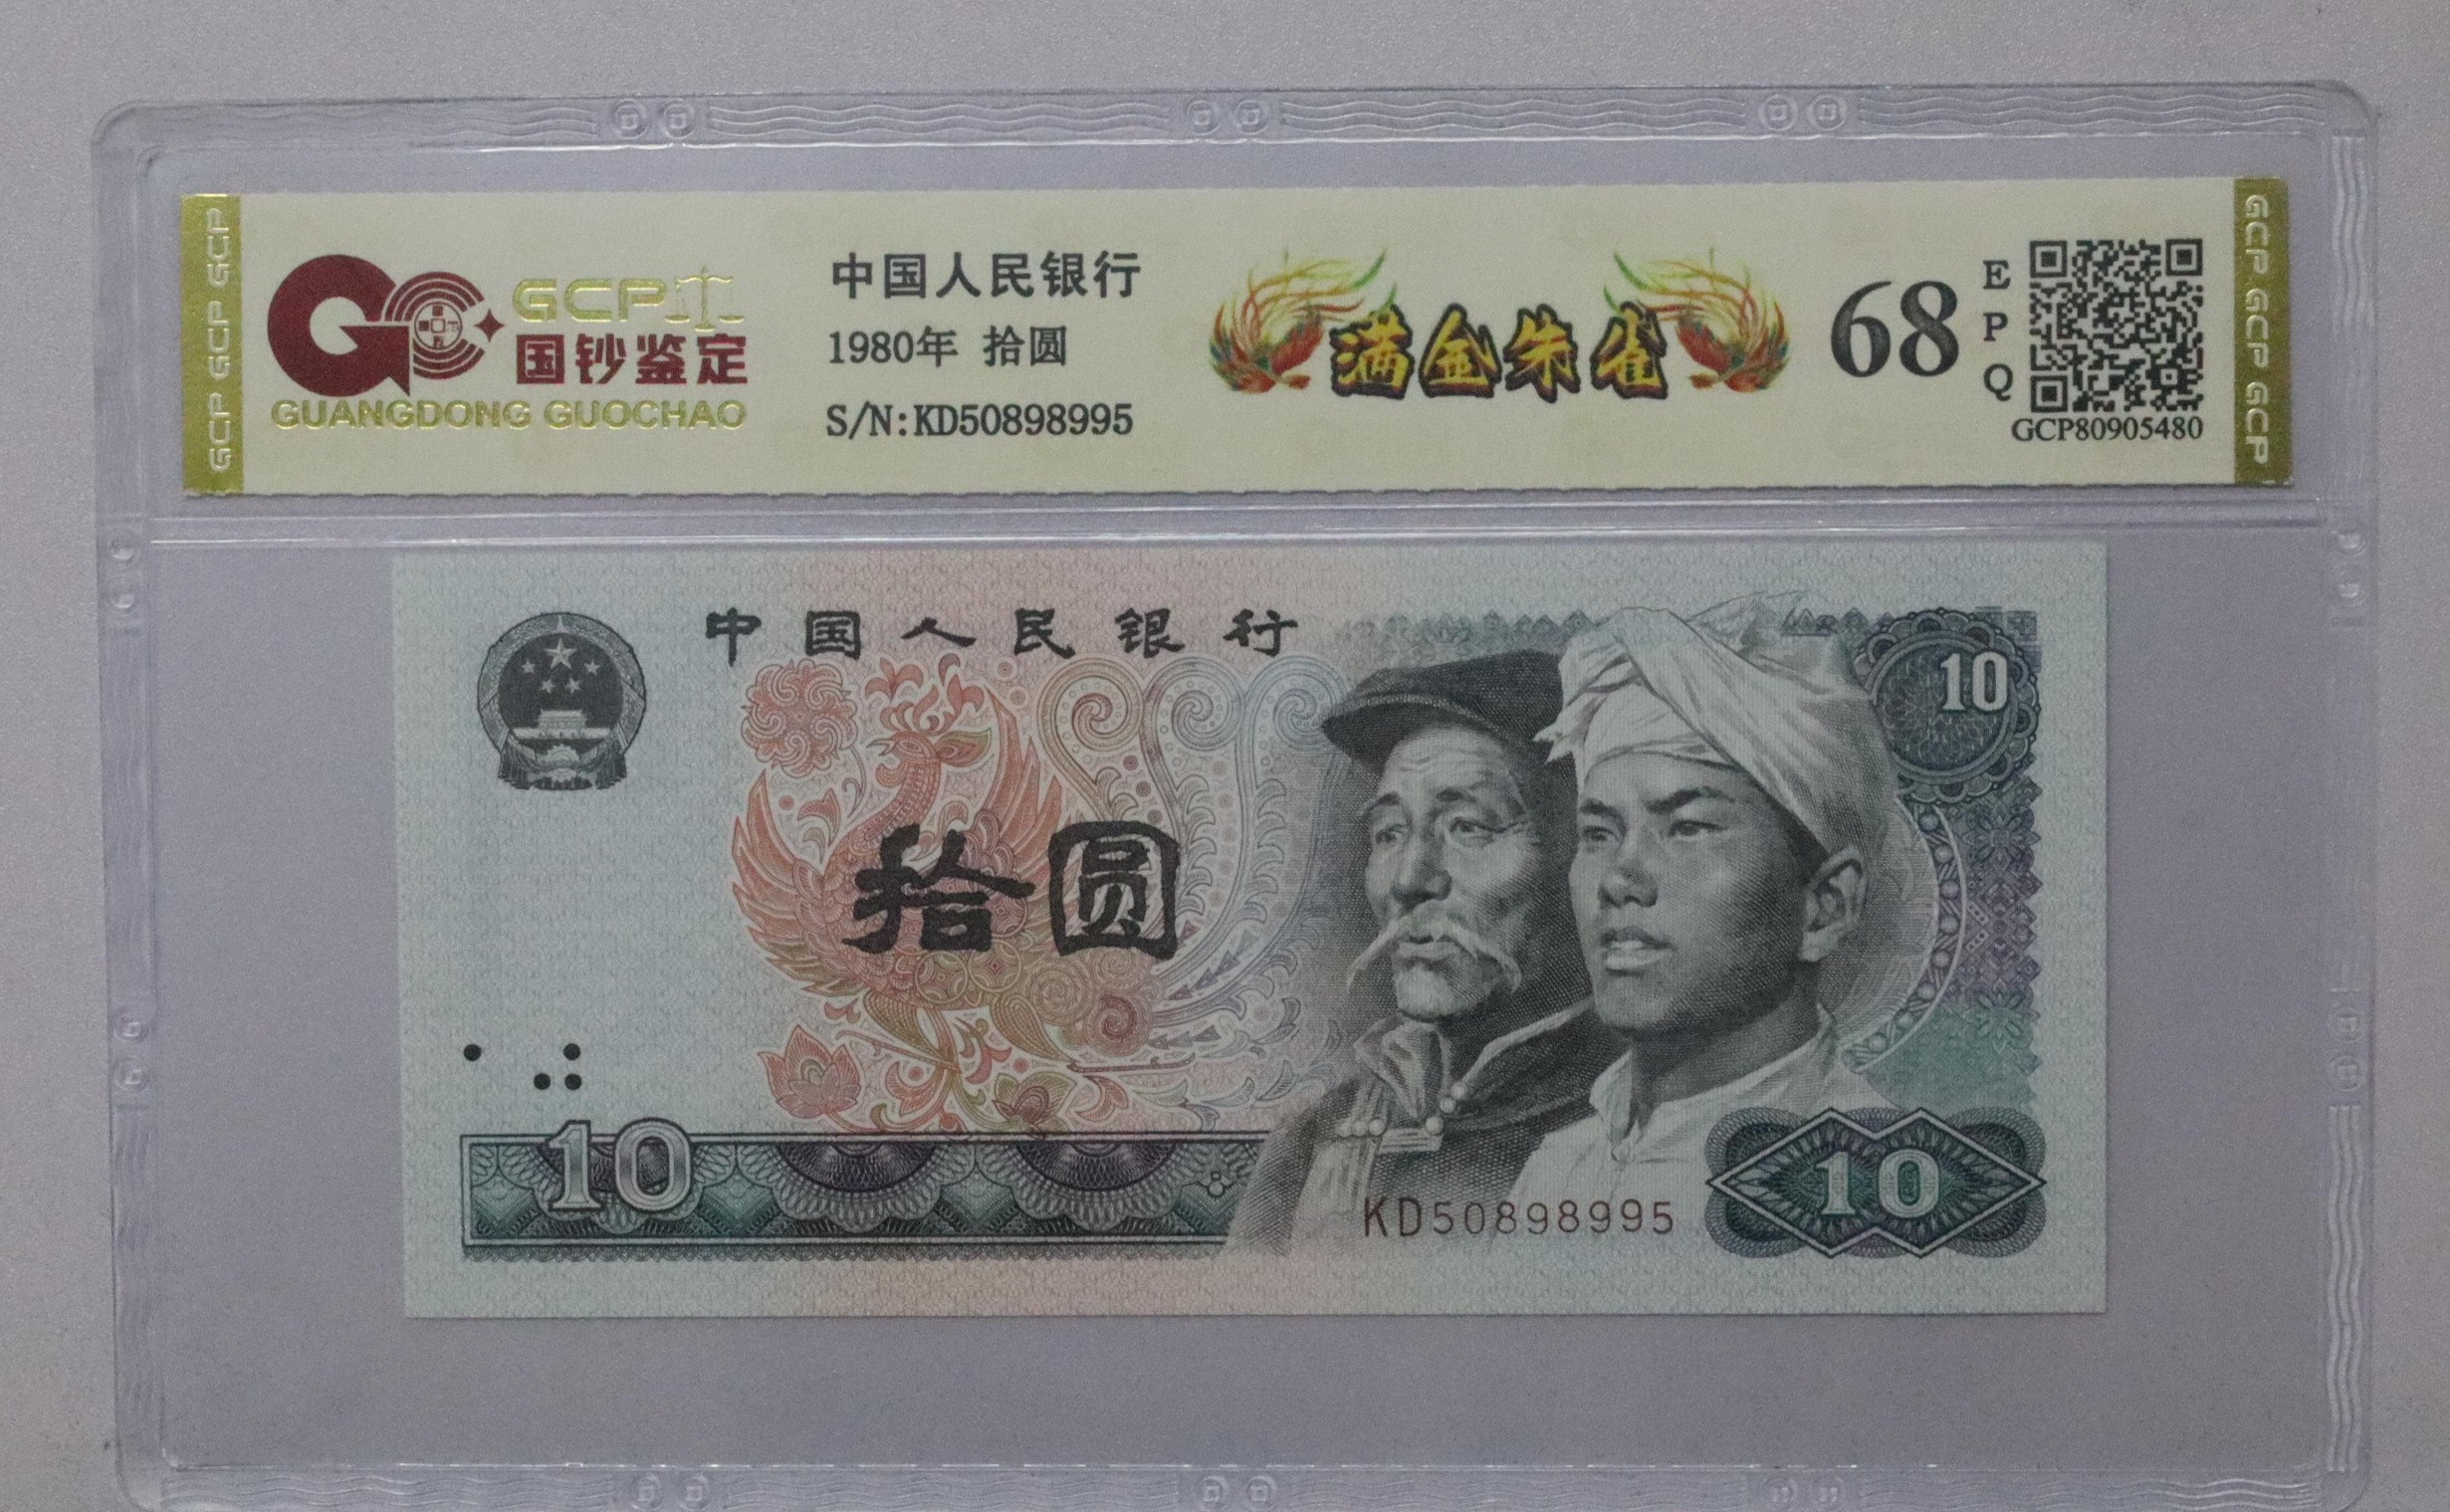 GCP GCP GCP
GCP
国钞鉴定
GUANGDONG GUOCHAO
中国人民银行
1980年 拾圆
S/N:KD50898995
满金朱雀
68
EPQ
GCP80905480
GCP GCP GCP
中国人民银行
10
拾圆
10
KD50898995
10